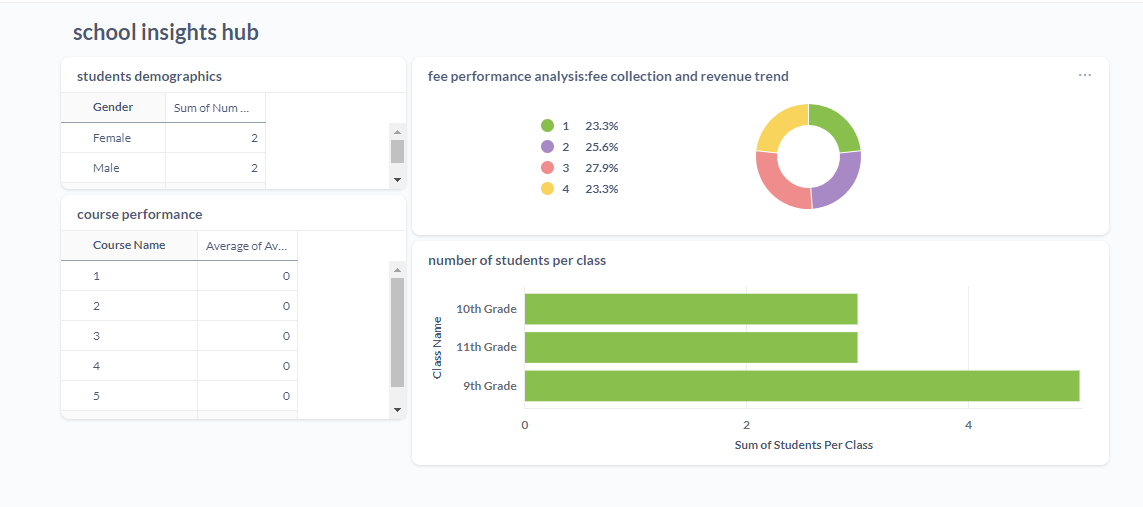 school insights hub
students demographics
Gender Sum of Num ...
Female 2
Male 2
course performance
Course Name Average of Av...
1 0
2 0
3 0
4 0
5 0
fee performance analysis:fee collection and revenue trend
1 23.3%
2 25.6%
3 27.9%
4 23.3%
number of students per class
Class Name
10th Grade
11th Grade
9th Grade
0 2 4
Sum of Students Per Class